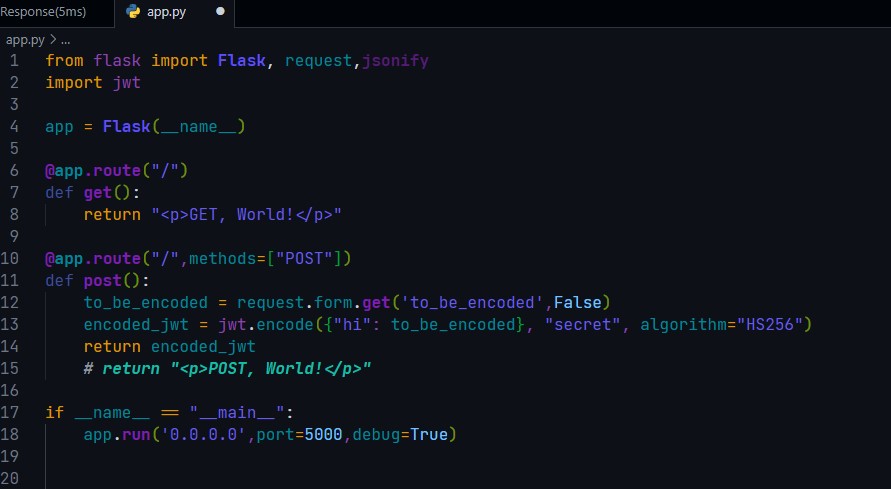 Response(5ms) app.py
app.py > ...
1 from flask import Flask, request,jsonify
2 import jwt
3
4 app = Flask(__name__)
5
6 @app.route("/")
7 def get():
8     return "<p>GET, World!</p>"
9
10 @app.route("/",methods=["POST"])
11 def post():
12     to_be_encoded = request.form.get('to_be_encoded',False)
13     encoded_jwt = jwt.encode({"hi": to_be_encoded}, "secret", algorithm="HS256")
14     return encoded_jwt
15     # return "<p>POST, World!</p>"
16
17 if __name__ == "__main__":
18     app.run('0.0.0.0',port=5000,debug=True)
19
20